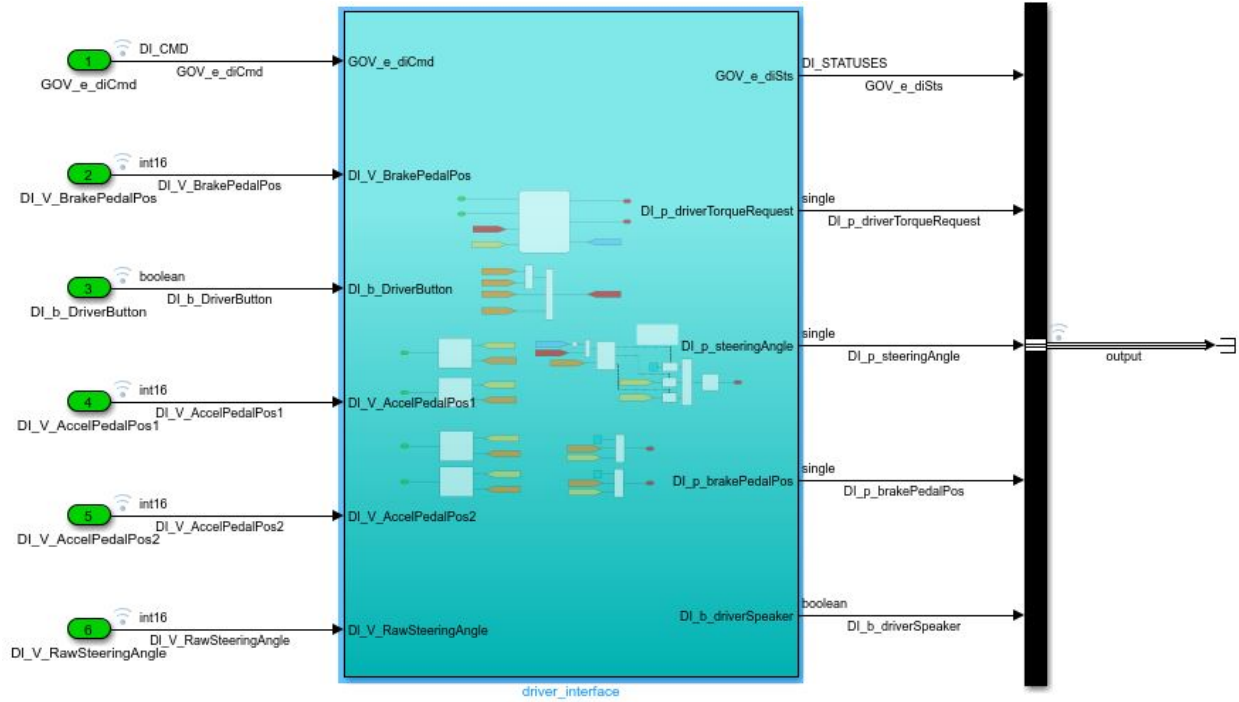 DI_CMD
1
GOV_e_diCmd
GOV_e_diCmd
int16
2
DI_V_BrakePedalPos
DI_V_BrakePedalPos
boolean
3
DI_b_DriverButton
DI_b_DriverButton
int16
4
DI_V_AccelPedalPos1
DI_V_AccelPedalPos1
int16
5
DI_V_AccelPedalPos2
DI_V_AccelPedalPos2
int16
6
DI_V_RawSteeringAngle
DI_V_RawSteeringAngle
GOV_e_diCmd
DI_V_BrakePedalPos
DI_b_DriverButton
DI_V_AccelPedalPos1
DI_V_AccelPedalPos2
DI_V_RawSteeringAngle
GOV_e_diSts
DI_p_driverTorqueRequest
DI_p_steeringAngle
DI_p_brakePedalPos
DI_b_driverSpeaker
driver_interface
DI_STATUSES
GOV_e_diSts
single
DI_p_driverTorqueRequest
single
DI_p_steeringAngle
single
DI_p_brakePedalPos
boolean
DI_b_driverSpeaker
output